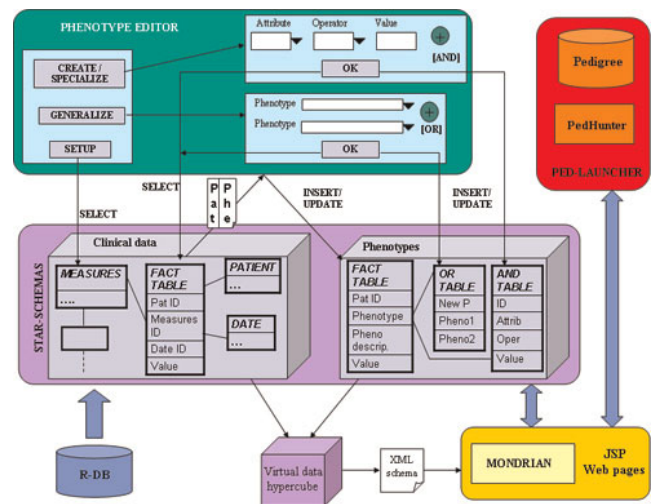 PHENOTYPE EDITOR
CREATE /
SPECIALIZE
GENERALIZE
SETUP
Attribute
Operator
Value
[AND]
OK
Phenotype
Phenotype
[OR]
OK
Pedigree
PedHunter
PED-LAUNCHER
SELECT
SELECT
Pat
Phe
INSERT/
UPDATE
INSERT/
UPDATE
STAR-SCHEMAS
Clinical data
MEASURES
....
FACT
TABLE
Pat ID
Measures
ID
Date ID
Value
PATIENT
...
DATE
...
Phenotypes
FACT
TABLE
Pat ID
Phenotype
Pheno
descrip.
Value
OR
TABLE
New P
Pheno1
Pheno2
AND
TABLE
ID
Attrib
Oper
Value
R-DB
Virtual data
hypercube
XML
schema
MONDRIAN
JSP
Web pages